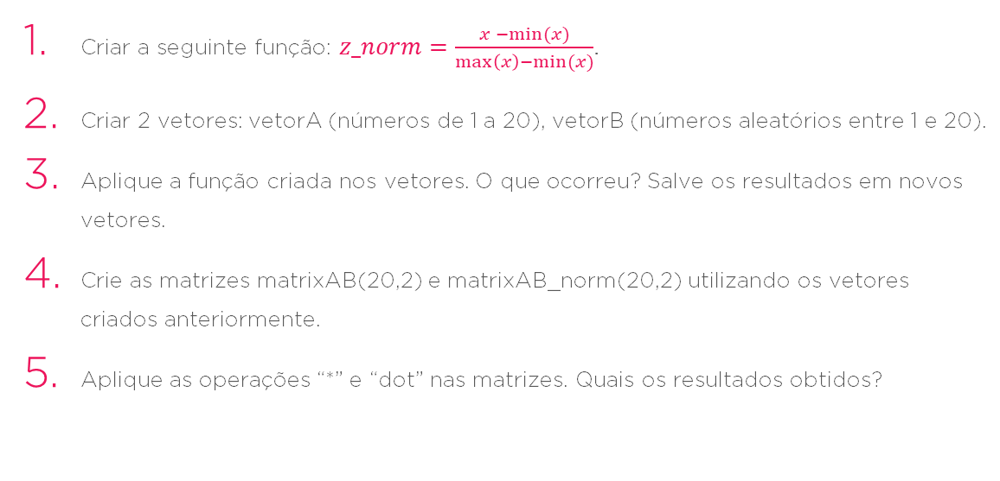 1. Criar a seguinte função: z_norm = x −min(x) / max(x)−min(x).
2. Criar 2 vetores: vetorA (números de 1 a 20), vetorB (números aleatórios entre 1 e 20).
3. Aplique a função criada nos vetores. O que ocorreu? Salve os resultados em novos
vetores.
4. Crie as matrizes matrixAB(20,2) e matrixAB_norm(20,2) utilizando os vetores
criados anteriormente.
5. Aplique as operações “*” e “dot” nas matrizes. Quais os resultados obtidos?